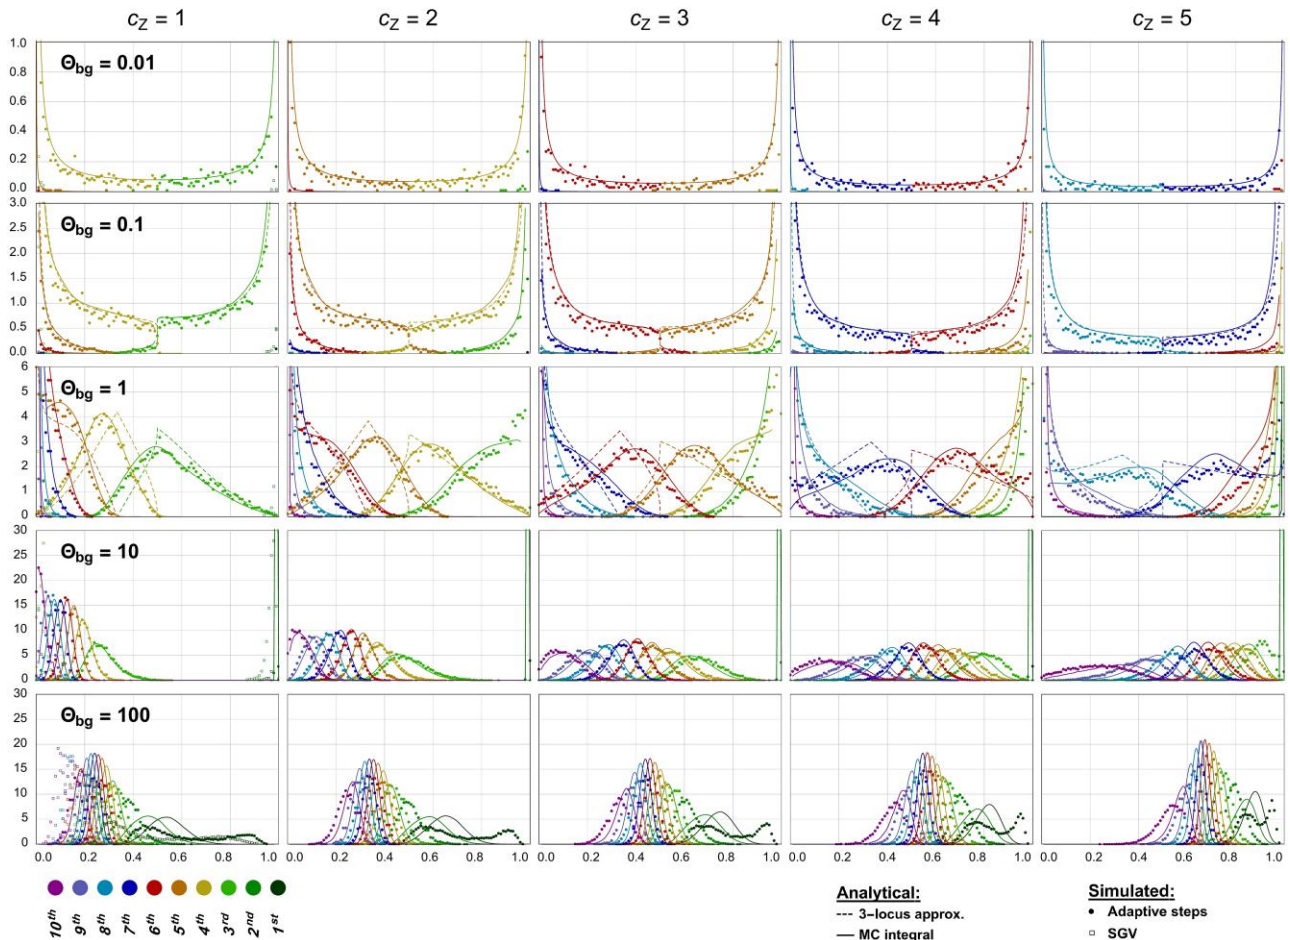 c_Z = 1 c_Z = 2 c_Z = 3 c_Z = 4 c_Z = 5
Θ_bg = 0.01
1.0
0.8
0.6
0.4
0.2
0.0
Θ_bg = 0.1
3.0
2.5
2.0
1.5
1.0
0.5
0.0
Θ_bg = 1
6
5
4
3
2
1
0
Θ_bg = 10
30
25
20
15
10
5
0
Θ_bg = 100
30
25
20
15
10
5
0
0.0 0.2 0.4 0.6 0.8 1.0 0.0 0.2 0.4 0.6 0.8 1.0 0.0 0.2 0.4 0.6 0.8 1.0 0.0 0.2 0.4 0.6 0.8 1.0 0.0 0.2 0.4 0.6 0.8 1.0
10th 9th 8th 7th 6th 5th 4th 3rd 2nd 1st
Analytical:
3–locus approx.
MC integral
Simulated:
Adaptive steps
SGV